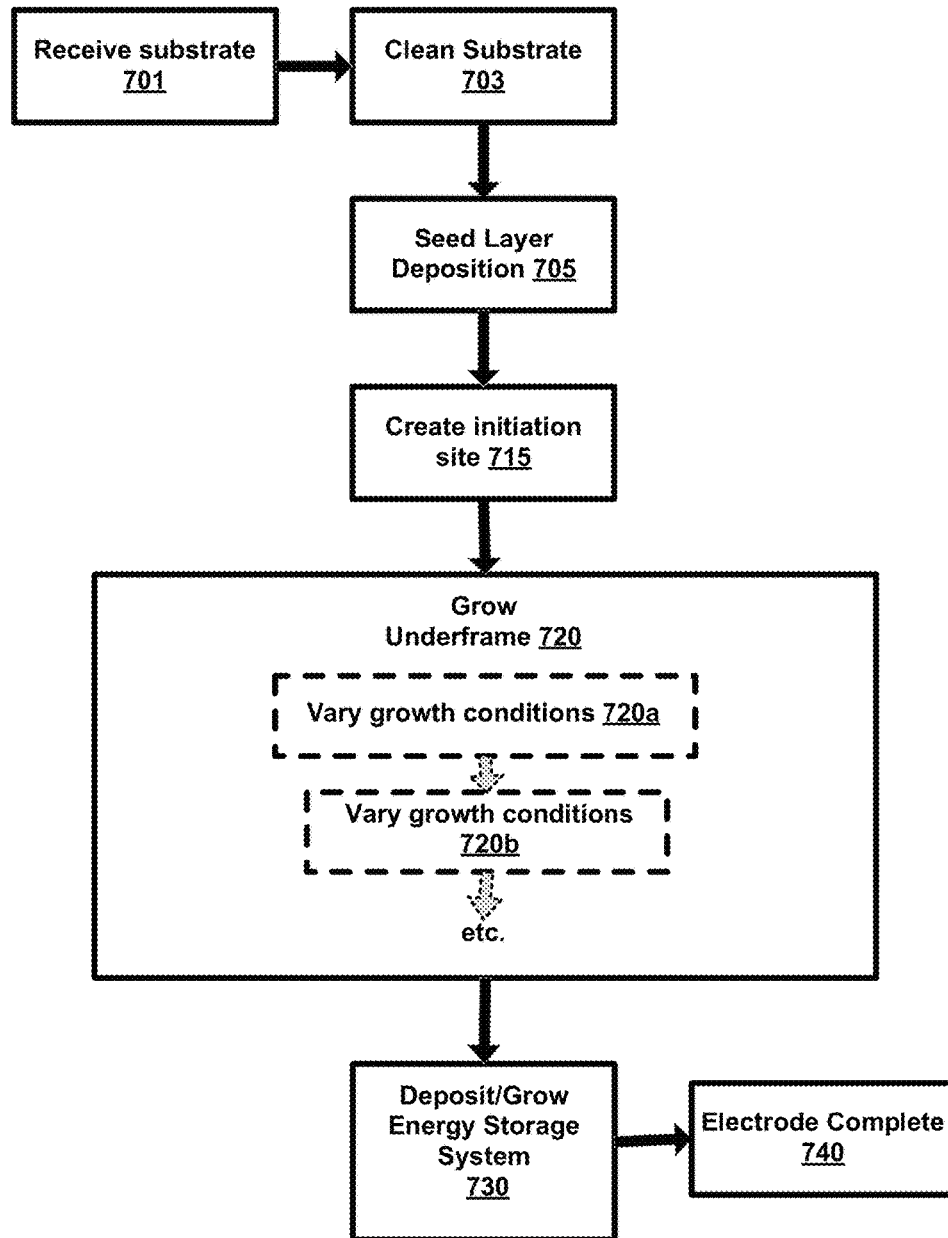 Receive substrate
701
Clean Substrate
703
Seed Layer
Deposition 705
Create initiation
site 715
Grow
Underframe 720
Vary growth conditions 720a
Vary growth conditions
720b
etc.
Deposit/Grow
Energy Storage
System
730
Electrode Complete
740